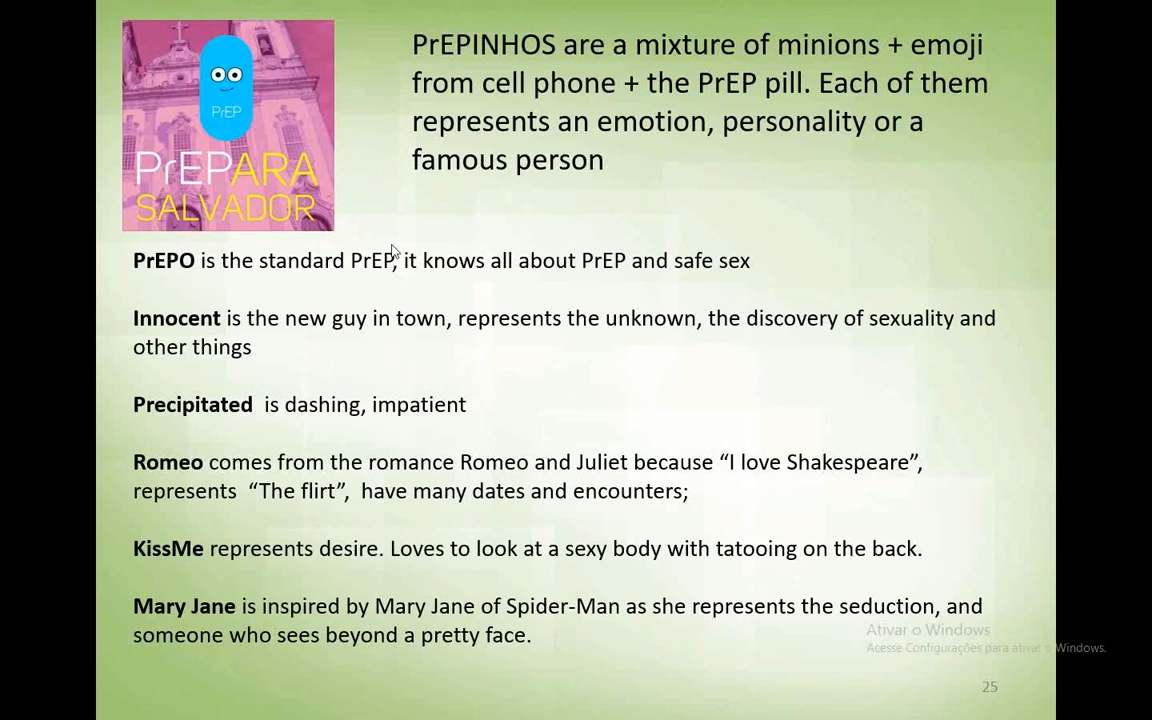 PrEP
PrEPARA
SALVADOR
PrEPINHOS are a mixture of minions + emoji
from cell phone + the PrEP pill. Each of them
represents an emotion, personality or a
famous person
PrEPO is the standard PrEP, it knows all about PrEP and safe sex
Innocent is the new guy in town, represents the unknown, the discovery of sexuality and
other things
Precipitated is dashing, impatient
Romeo comes from the romance Romeo and Juliet because “I love Shakespeare”,
represents “The flirt”, have many dates and encounters;
KissMe represents desire. Loves to look at a sexy body with tatooing on the back.
Mary Jane is inspired by Mary Jane of Spider-Man as she represents the seduction, and
someone who sees beyond a pretty face.
Ativar o Windows
Acesse Configurações para ativar o Windows.
25